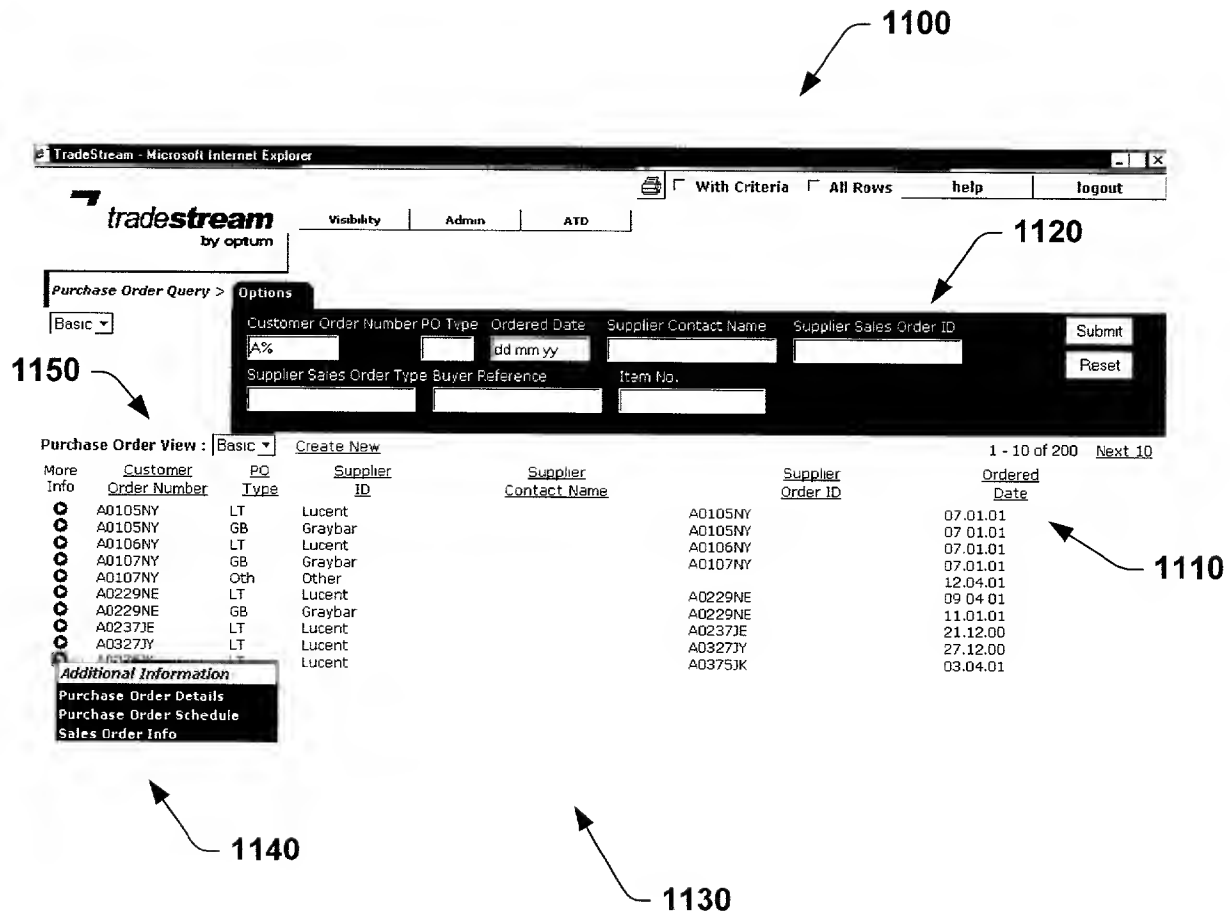 1100
TradeStream - Microsoft Internet Explorer
With Criteria All Rows help logout
tradestream
by optum
Visibility Admin ATD
1120
Purchase Order Query > Options
Basic
Customer Order Number PO Type Ordered Date Supplier Contact Name Supplier Sales Order ID Submit
A% dd mm yy
Reset
1150
Supplier Sales Order Type Buyer Reference Item No.
Purchase Order View : Basic Create New 1 - 10 of 200 Next 10
More Info Customer Order Number PO Type Supplier ID Supplier Contact Name Supplier Order ID Ordered Date
A0105NY LT Lucent A0105NY 07.01.01
A0105NY GB Graybar A0105NY 07 01.01
A0106NY LT Lucent A0106NY 07.01.01
A0107NY GB Graybar A0107NY 07.01.01
A0107NY Oth Other 12.04.01
A0229NE LT Lucent A0229NE 09 04 01
A0229NE GB Graybar A0229NE 11.01.01
A0237JE LT Lucent A0237JE 21.12.00
A0327JY LT Lucent A0327JY 27.12.00
Lucent A0375JK 03.04.01
1110
Additional Information
Purchase Order Details
Purchase Order Schedule
Sales Order Info
1140
1130